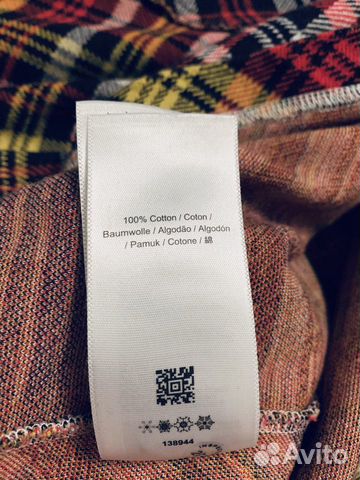 100% Cotton / Coton /
Baumwolle / Algodão / Algodón
/ Pamuk / Cotone / 綿
138944
Avito